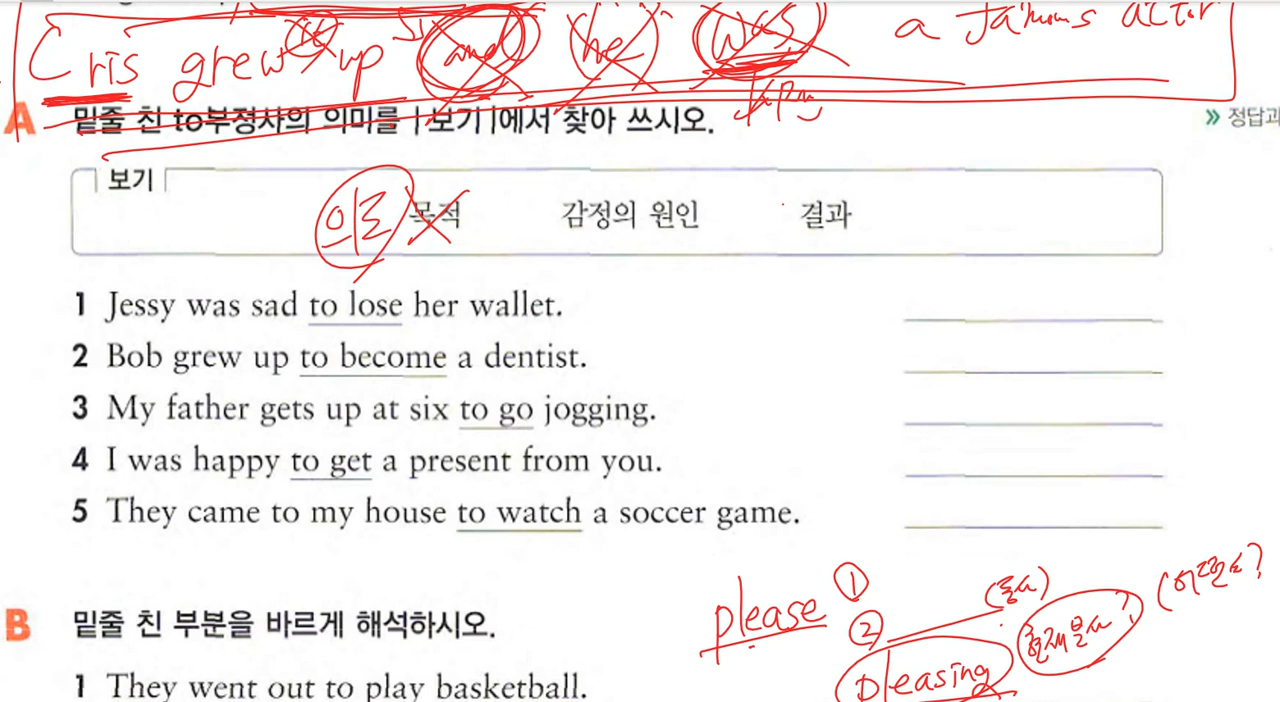 Cris grew up and he was a famous actor
A 밑줄 친 to부정사의 의미를 |보기|에서 찾아 쓰시오.
» 정답과
보기
의도 목적 감정의 원인 결과
1 Jessy was sad to lose her wallet.
2 Bob grew up to become a dentist.
3 My father gets up at six to go jogging.
4 I was happy to get a present from you.
5 They came to my house to watch a soccer game.
please ①
② (동사)
pleasing 현재분사?
B 밑줄 친 부분을 바르게 해석하시오.
1 They went out to play basketball.